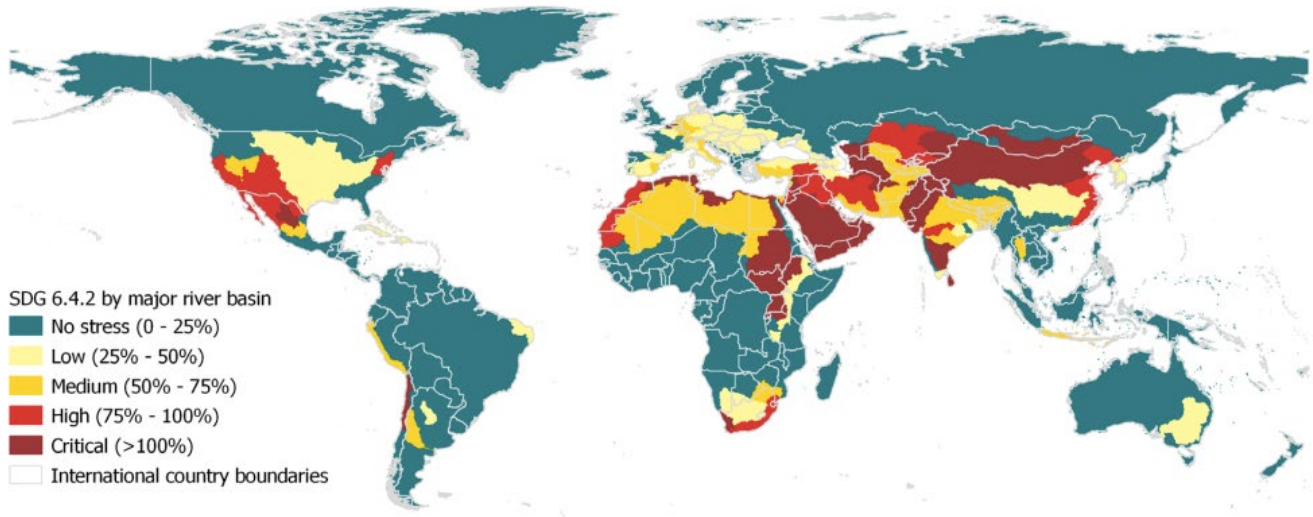 SDG 6.4.2 by major river basin
No stress (0 - 25%)
Low (25% - 50%)
Medium (50% - 75%)
High (75% - 100%)
Critical (>100%)
International country boundaries